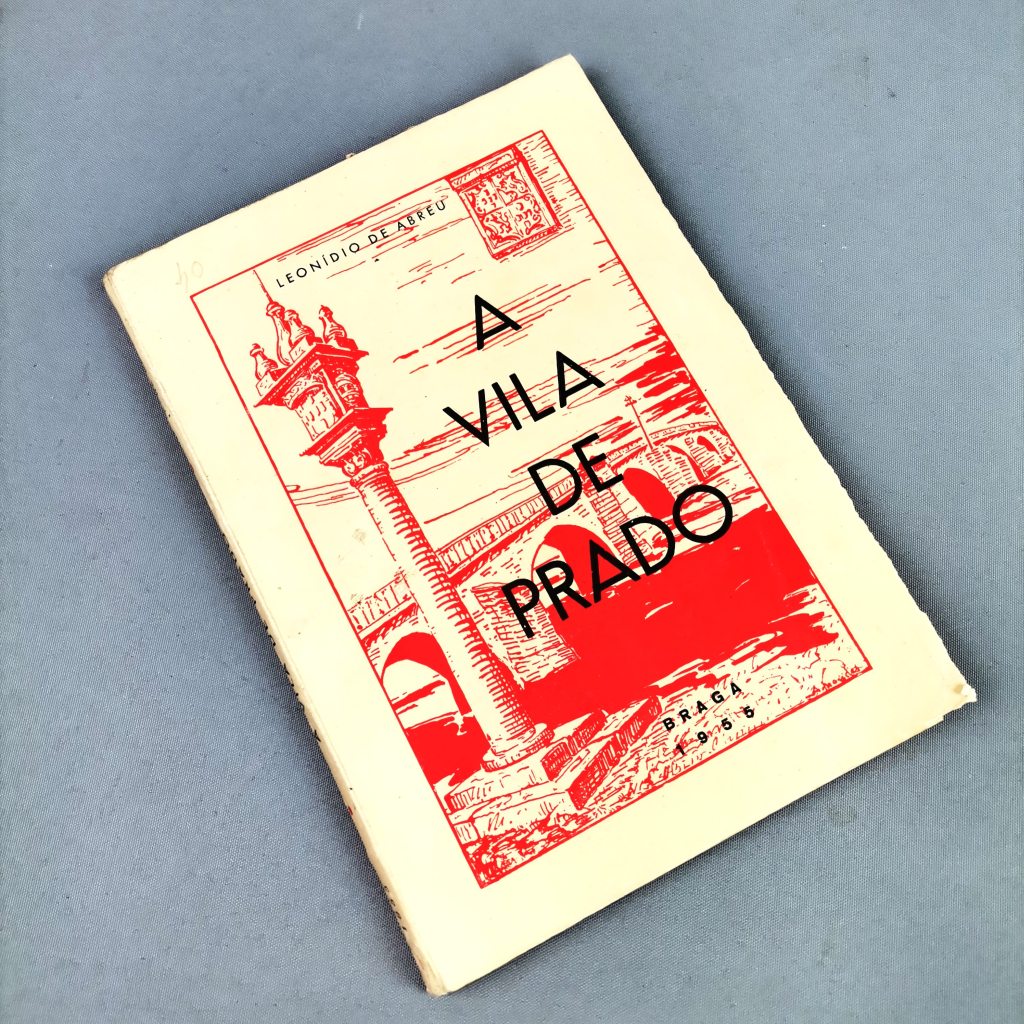 LEONÍDIO DE ABREU
A
VILA
DE
PRADO
BRAGA
1955